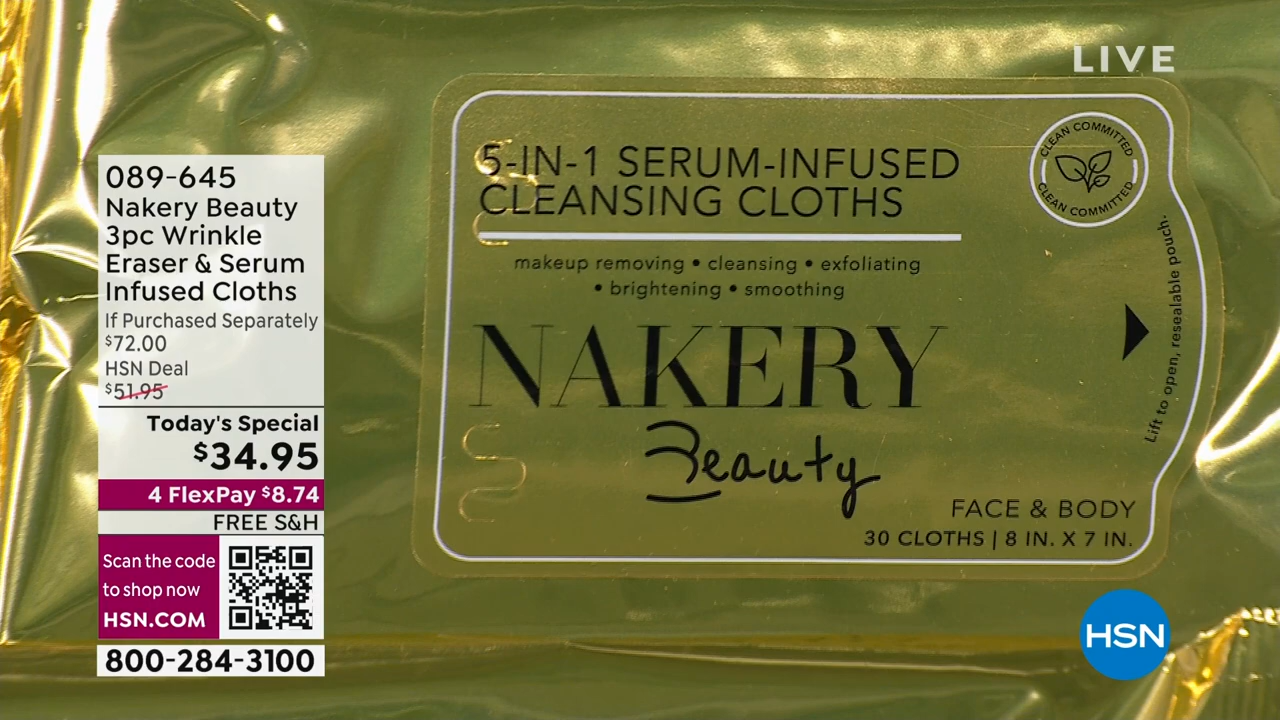 LIVE
089-645
Nakery Beauty
3pc Wrinkle
Eraser & Serum
Infused Cloths
If Purchased Separately
$72.00
HSN Deal
$51.95
Today's Special
$34.95
4 FlexPay $8.74
FREE S&H
Scan the code
to shop now
HSN.COM
800-284-3100
5-IN-1 SERUM-INFUSED
CLEANSING CLOTHS
makeup removing • cleansing • exfoliating
• brightening • smoothing
NAKERY
Beauty
FACE & BODY
30 CLOTHS | 8 IN. X 7 IN.
CLEAN COMMITTED
CLEAN COMMITTED
Lift to open, resealable pouch.
HSN